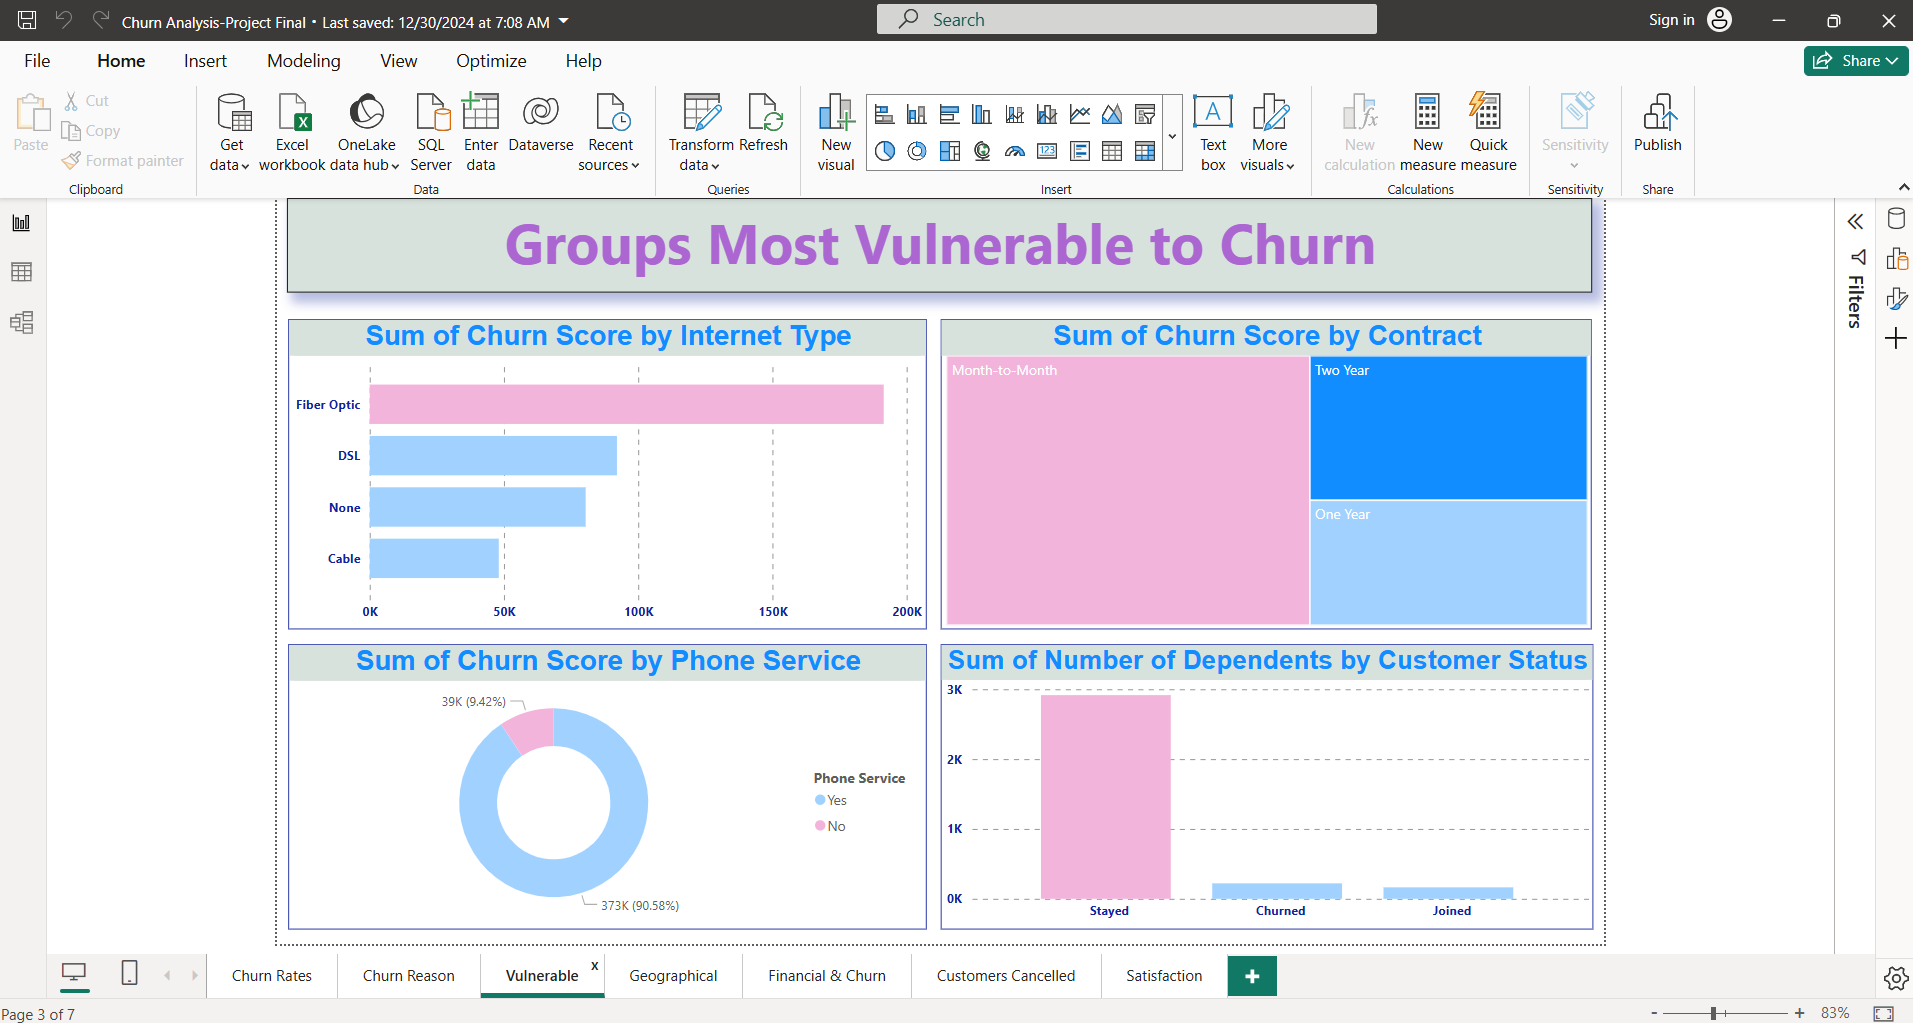 Churn Analysis-Project Final • Last saved: 12/30/2024 at 7:08 AM
Search
Sign in
File Home Insert Modeling View Optimize Help
Share
Paste
Cut
Copy
Format painter
Clipboard
Get data
Excel workbook
OneLake data hub
SQL Server
Enter data
Dataverse
Recent sources
Data
Transform data
Refresh
Queries
New visual
123
Text box
More visuals
Insert
New calculation
New measure
Quick measure
Calculations
Sensitivity
Sensitivity
Publish
Share
Groups Most Vulnerable to Churn
Filters
Sum of Churn Score by Internet Type
Fiber Optic
DSL
None
Cable
0K 50K 100K 150K 200K
Sum of Churn Score by Contract
Month-to-Month
Two Year
One Year
Sum of Churn Score by Phone Service
39K (9.42%)
373K (90.58%)
Phone Service
Yes
No
Sum of Number of Dependents by Customer Status
3K
2K
1K
0K
Stayed Churned Joined
Churn Rates Churn Reason Vulnerable x Geographical Financial & Churn Customers Cancelled Satisfaction +
Page 3 of 7
- + 83%